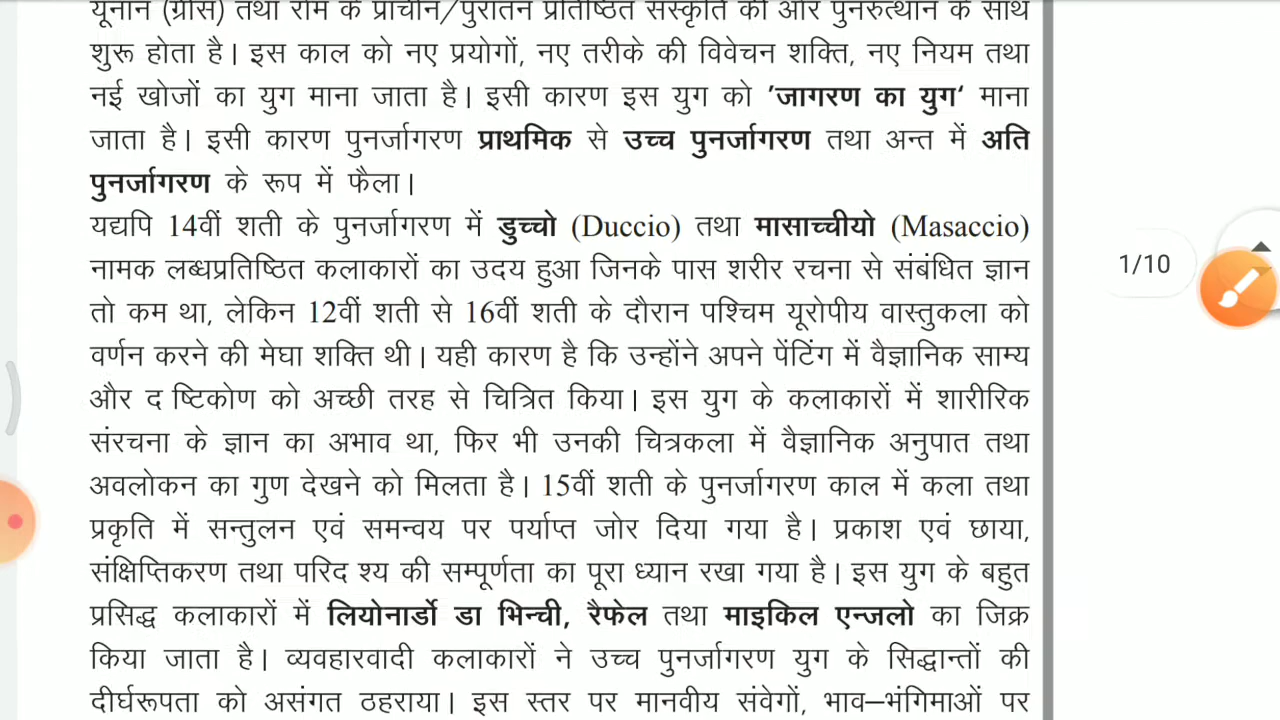 यूनान (ग्रीस) तथा रोम के प्राचीन/पुरातन प्रतिष्ठित संस्कृति की ओर पुनरुत्थान के साथ
शुरू होता है। इस काल को नए प्रयोगों, नए तरीके की विवेचन शक्ति, नए नियम तथा
नई खोजों का युग माना जाता है। इसी कारण इस युग को 'जागरण का युग' माना
जाता है। इसी कारण पुनर्जागरण प्राथमिक से उच्च पुनर्जागरण तथा अन्त में अति
पुनर्जागरण के रूप में फैला।
यद्यपि 14वीं शती के पुनर्जागरण में डुच्चो (Duccio) तथा मासाच्चीयो (Masaccio)
नामक लब्धप्रतिष्ठित कलाकारों का उदय हुआ जिनके पास शरीर रचना से संबंधित ज्ञान
तो कम था, लेकिन 12वीं शती से 16वीं शती के दौरान पश्चिम यूरोपीय वास्तुकला को
वर्णन करने की मेघा शक्ति थी। यही कारण है कि उन्होंने अपने पेंटिंग में वैज्ञानिक साम्य
और द ष्टिकोण को अच्छी तरह से चित्रित किया। इस युग के कलाकारों में शारीरिक
संरचना के ज्ञान का अभाव था, फिर भी उनकी चित्रकला में वैज्ञानिक अनुपात तथा
अवलोकन का गुण देखने को मिलता है। 15वीं शती के पुनर्जागरण काल में कला तथा
प्रकृति में सन्तुलन एवं समन्वय पर पर्याप्त जोर दिया गया है। प्रकाश एवं छाया,
संक्षिप्तिकरण तथा परिद श्य की सम्पूर्णता का पूरा ध्यान रखा गया है। इस युग के बहुत
प्रसिद्ध कलाकारों में लियोनार्डो डा भिन्ची, रैफेल तथा माइकिल एन्जलो का जिक्र
किया जाता है। व्यवहारवादी कलाकारों ने उच्च पुनर्जागरण युग के सिद्धान्तों की
दीर्घरूपता को असंगत ठहराया। इस स्तर पर मानवीय संवेगों, भाव–भंगिमाओं पर
1/10